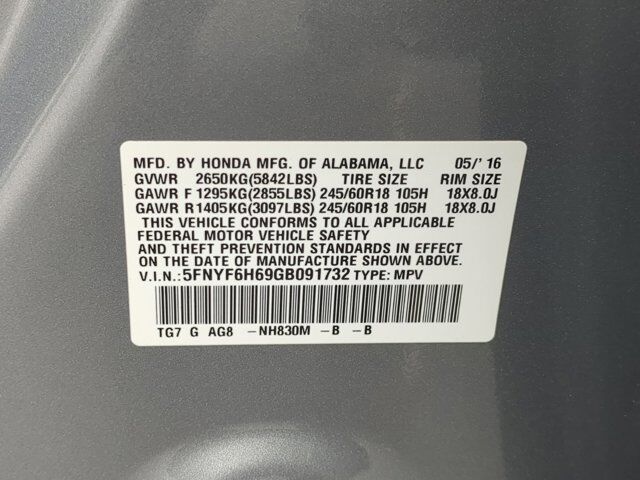 MFD. BY HONDA MFG. OF ALABAMA, LLC 05/' 16
GVWR 2650KG(5842LBS) TIRE SIZE RIM SIZE
GAWR F 1295KG(2855LBS) 245/60R18 105H 18X8.0J
GAWR R 1405KG(3097LBS) 245/60R18 105H 18X8.0J
THIS VEHICLE CONFORMS TO ALL APPLICABLE
FEDERAL MOTOR VEHICLE SAFETY
AND THEFT PREVENTION STANDARDS IN EFFECT
ON THE DATE OF MANUFACTURE SHOWN ABOVE.
V.I.N.: 5FNYF6H69GB091732 TYPE: MPV
TG7 G AG8 -NH830M -B -B